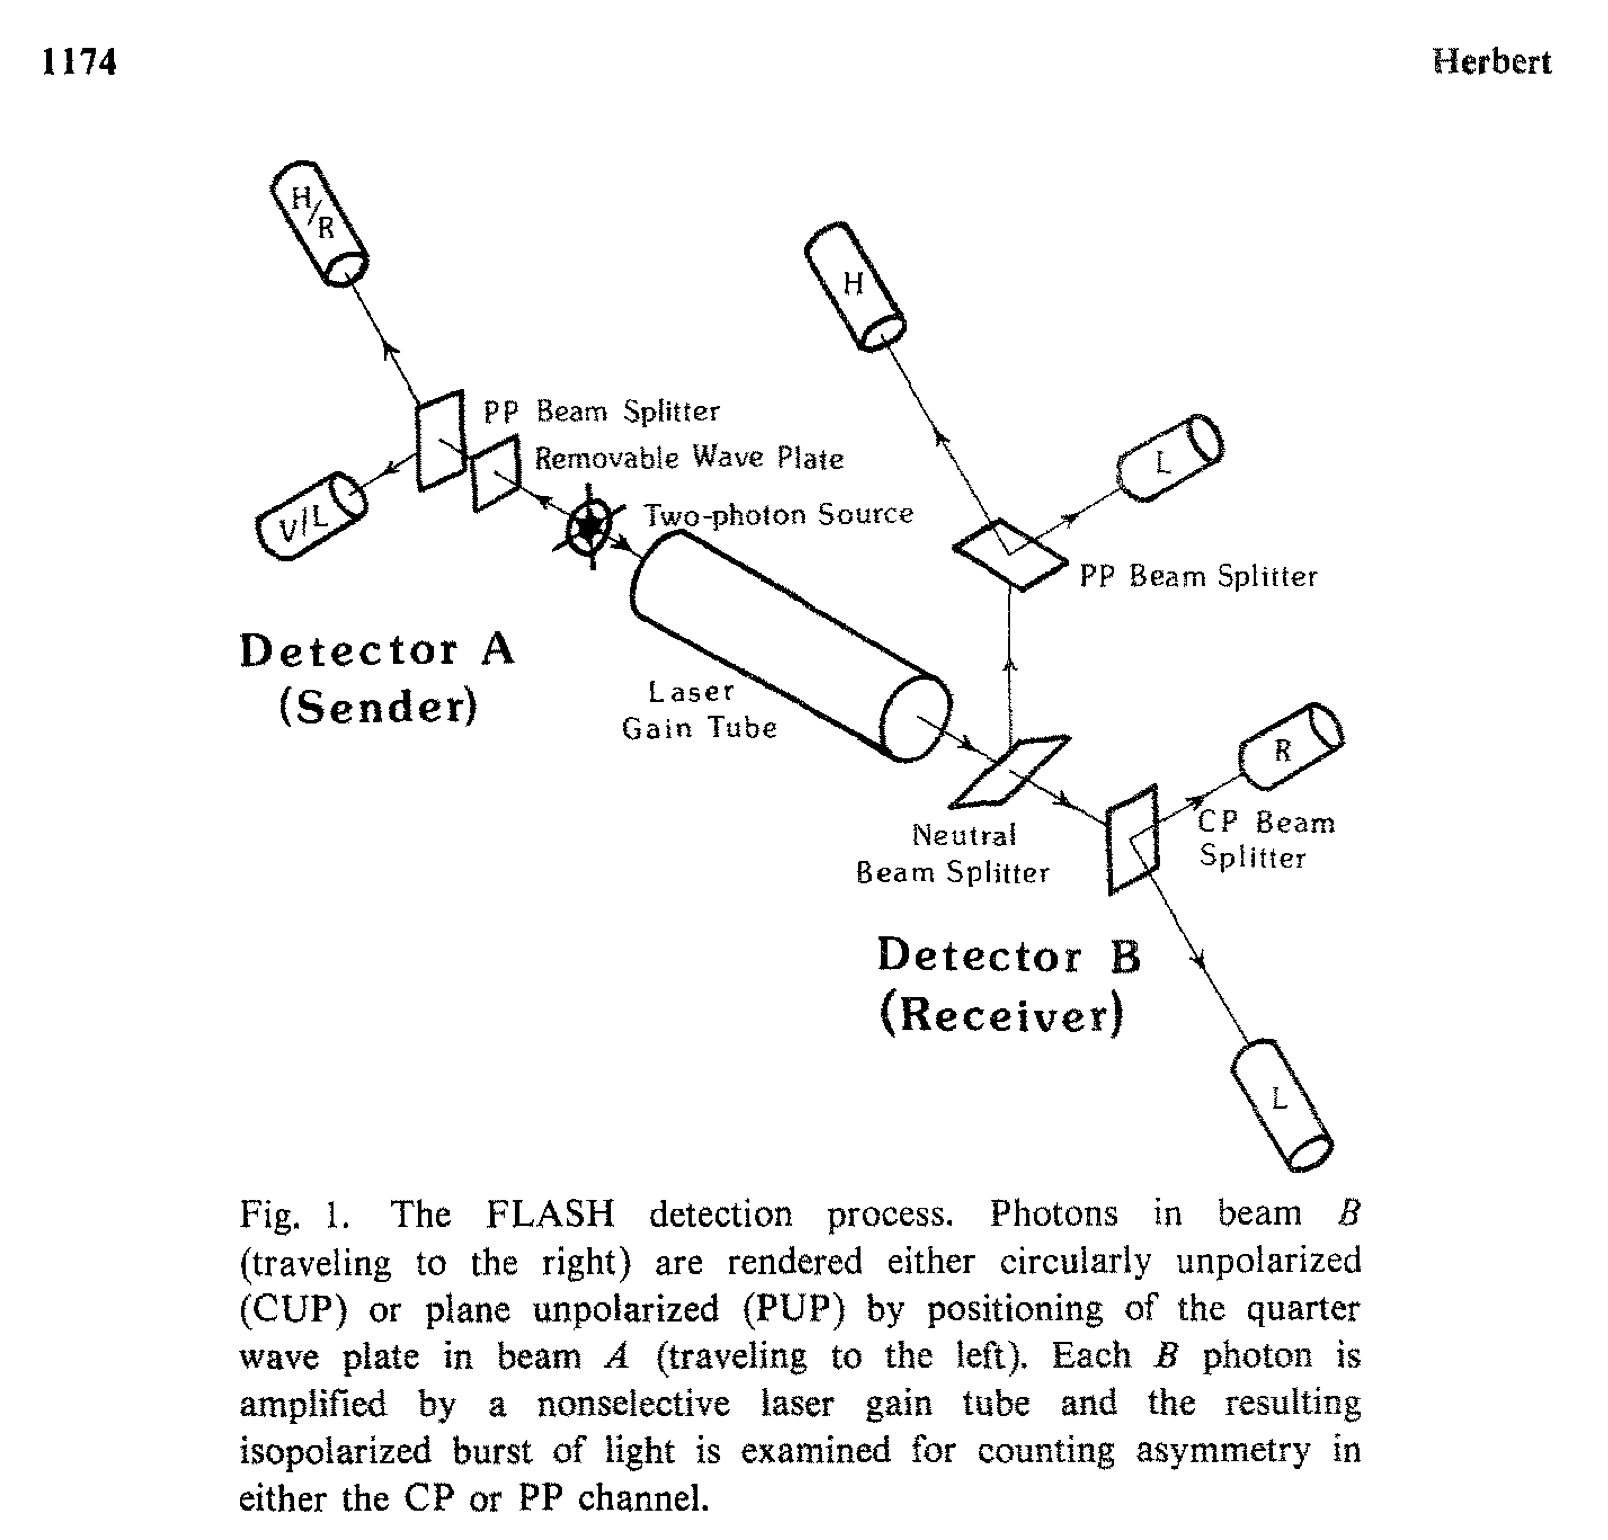 1174 Herbert
H/R
H
PP Beam Splitter
L
Removable Wave Plate
V/L
Two-photon Source
PP Beam Splitter
Detector A
(Sender)
Laser
Gain Tube
R
Neutral
Beam Splitter
CP Beam
Splitter
Detector B
(Receiver)
L
Fig. 1. The FLASH detection process. Photons in beam B
(traveling to the right) are rendered either circularly unpolarized
(CUP) or plane unpolarized (PUP) by positioning of the quarter
wave plate in beam A (traveling to the left). Each B photon is
amplified by a nonselective laser gain tube and the resulting
isopolarized burst of light is examined for counting asymmetry in
either the CP or PP channel.